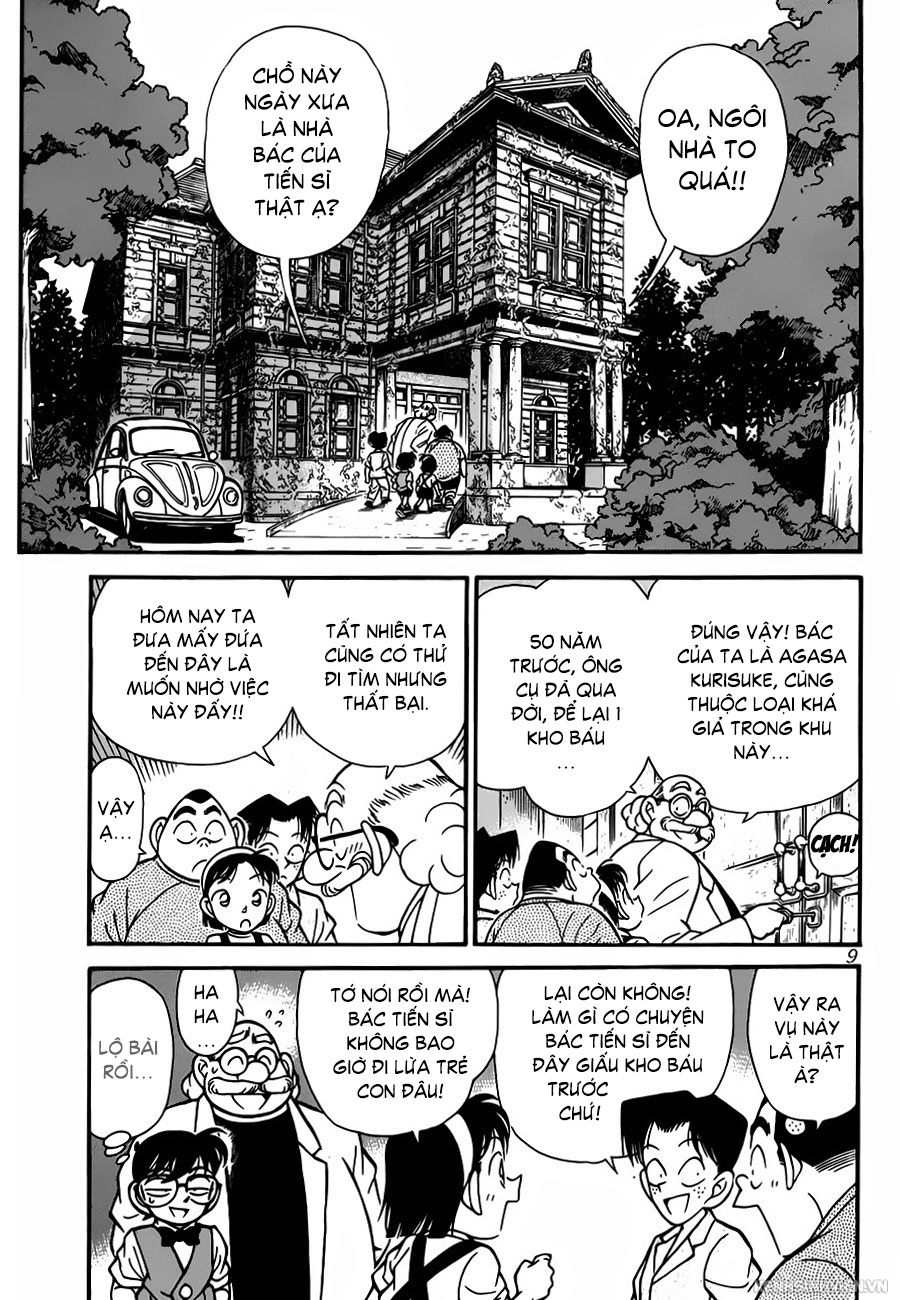 OA, NGÔI
NHÀ TO
QUÁ!!
CHỖ NÀY
NGÀY XƯA
LÀ NHÀ
BÁC CỦA
TIẾN SĨ
THẬT Ạ?
ĐÚNG VẬY! BÁC
CỦA TA LÀ AGASA
KURISUKE, CŨNG
THUỘC LOẠI KHÁ
GIẢ TRONG KHU
NÀY...
50 NĂM
TRƯỚC, ÔNG
CỤ ĐÃ QUA
ĐỜI, ĐỂ LẠI 1
KHO BÁU
...
CẠCH!
TẤT NHIÊN TA
CŨNG CÓ THỬ
ĐI TÌM NHƯNG
THẤT BẠI.
HÔM NAY TA
ĐƯA MẤY ĐỨA
ĐẾN ĐÂY LÀ
MUỐN NHỜ VIỆC
NÀY ĐẤY!!
VẬY
Ạ...
9
VẬY RA
VỤ NÀY
LÀ THẬT
À?
LẠI CÒN KHÔNG!
LÀM GÌ CÓ CHUYỆN
BÁC TIẾN SĨ ĐẾN
ĐÂY GIẤU KHO BÁU
TRƯỚC
CHỨ!
TỚ NÓI RỒI MÀ!
BÁC TIẾN SĨ
KHÔNG BAO
GIỜ ĐI LỪA TRẺ
CON ĐÂU!
HA
HA
...
LỘ BÀI
RỒI...